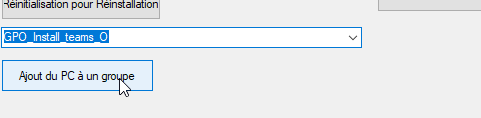 Réinitialisation pour Réinstallation
GPO_Install_teams_O
Ajout du PC à un groupe